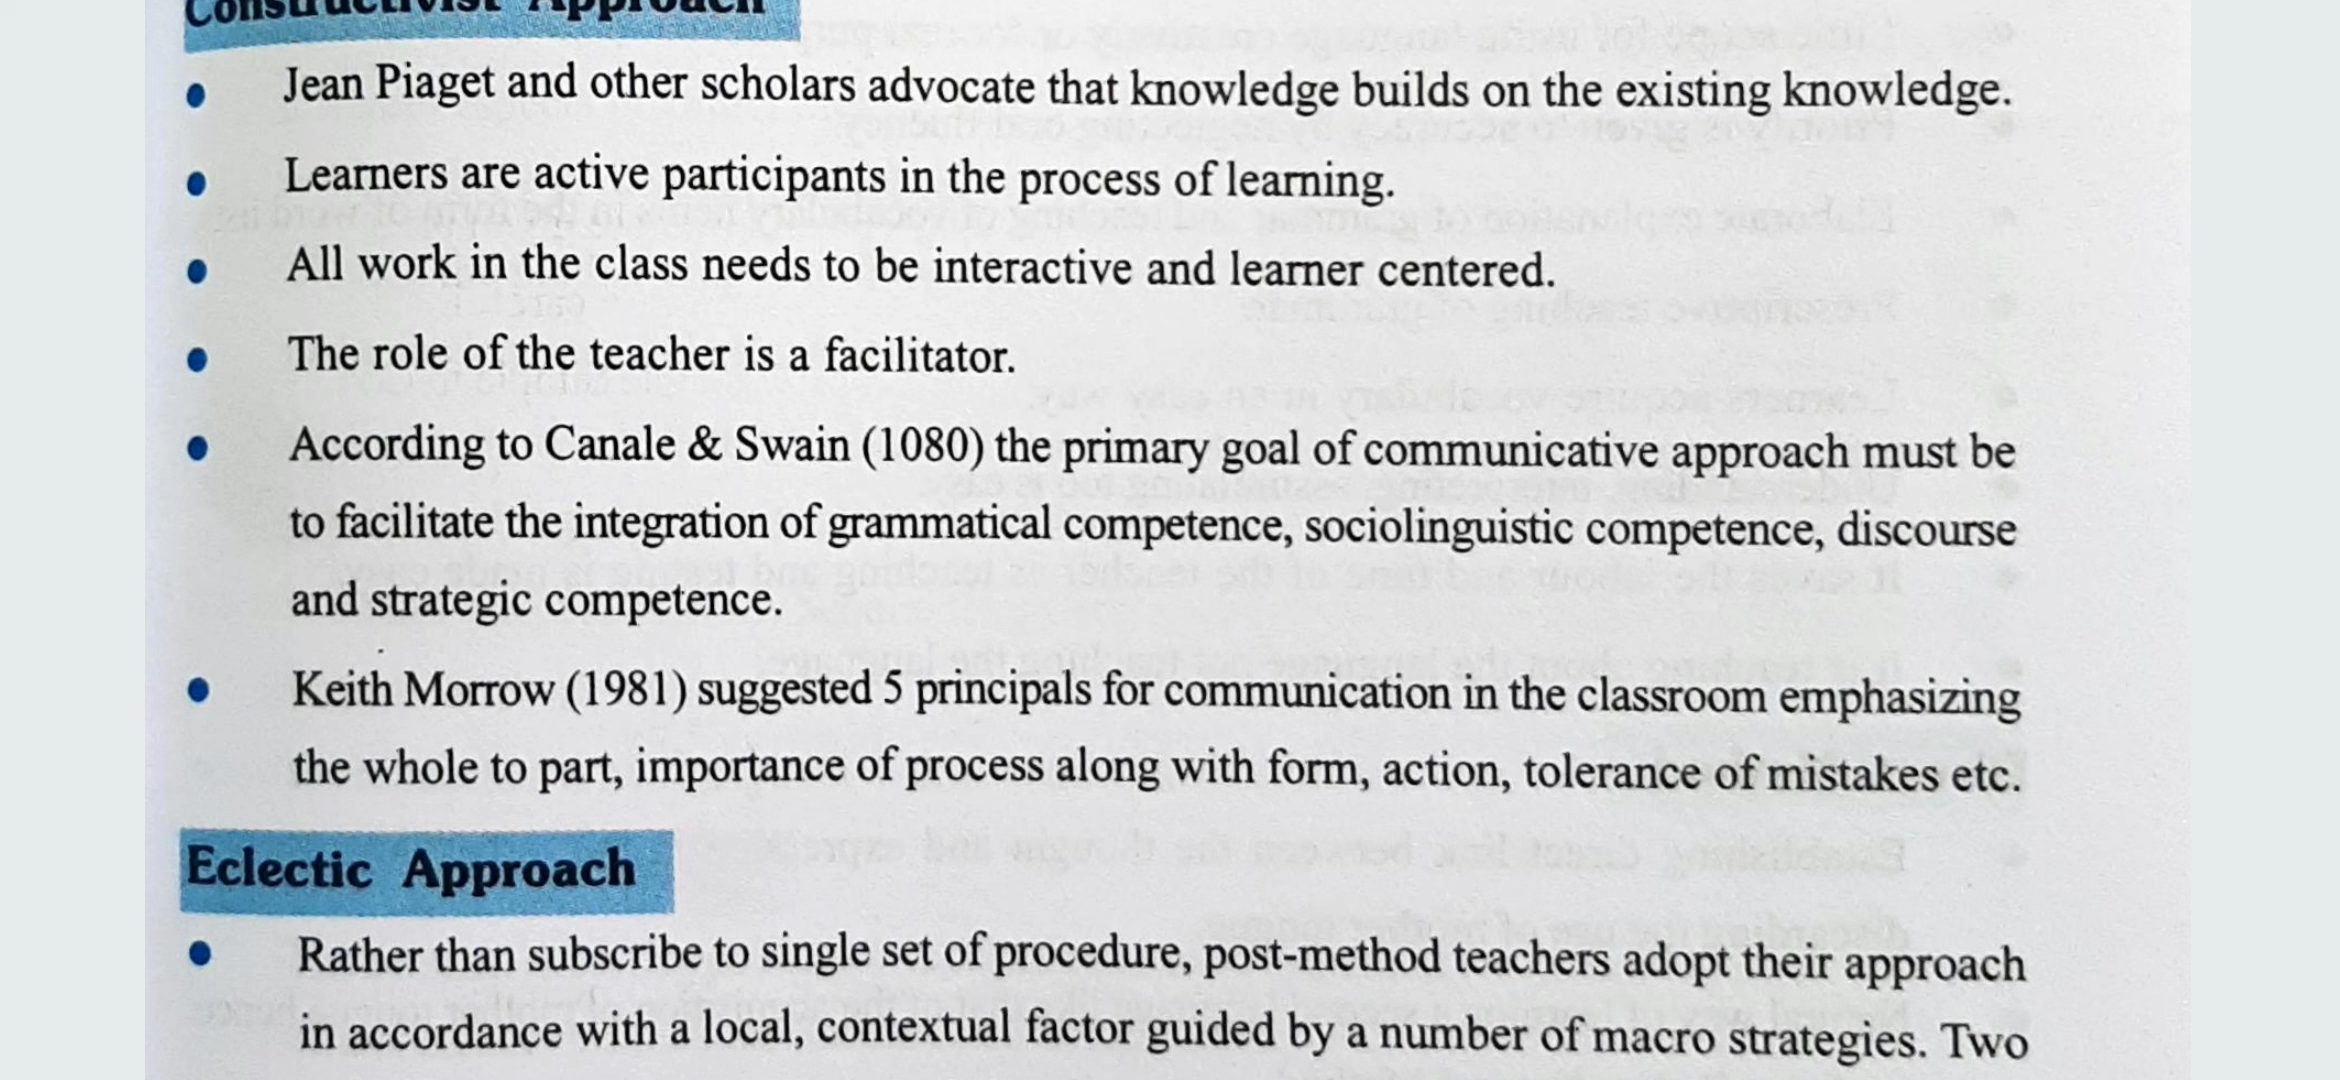 Constructivist Approach
• Jean Piaget and other scholars advocate that knowledge builds on the existing knowledge.
• Learners are active participants in the process of learning.
• All work in the class needs to be interactive and learner centered.
• The role of the teacher is a facilitator.
• According to Canale & Swain (1080) the primary goal of communicative approach must be
to facilitate the integration of grammatical competence, sociolinguistic competence, discourse
and strategic competence.
• Keith Morrow (1981) suggested 5 principals for communication in the classroom emphasizing
the whole to part, importance of process along with form, action, tolerance of mistakes etc.
Eclectic Approach
• Rather than subscribe to single set of procedure, post-method teachers adopt their approach
in accordance with a local, contextual factor guided by a number of macro strategies. Two